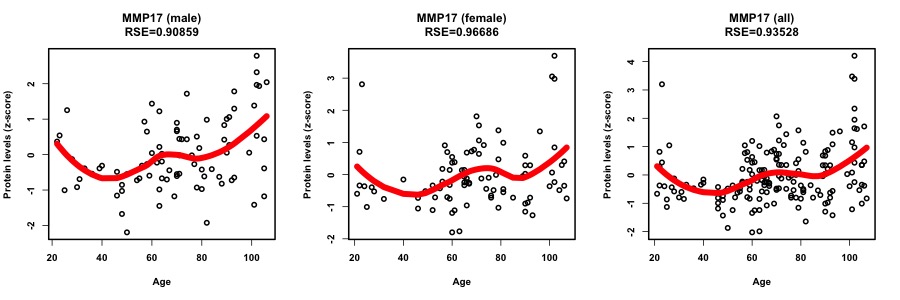 MMP17 (male)
RSE=0.90859
Protein levels (z-score)
2
1
0
-1
-2
20 40 60 80 100
Age
MMP17 (female)
RSE=0.96686
Protein levels (z-score)
3
2
1
0
-1
-2
20 40 60 80 100
Age
MMP17 (all)
RSE=0.93528
Protein levels (z-score)
4
3
2
1
0
-1
-2
20 40 60 80 100
Age